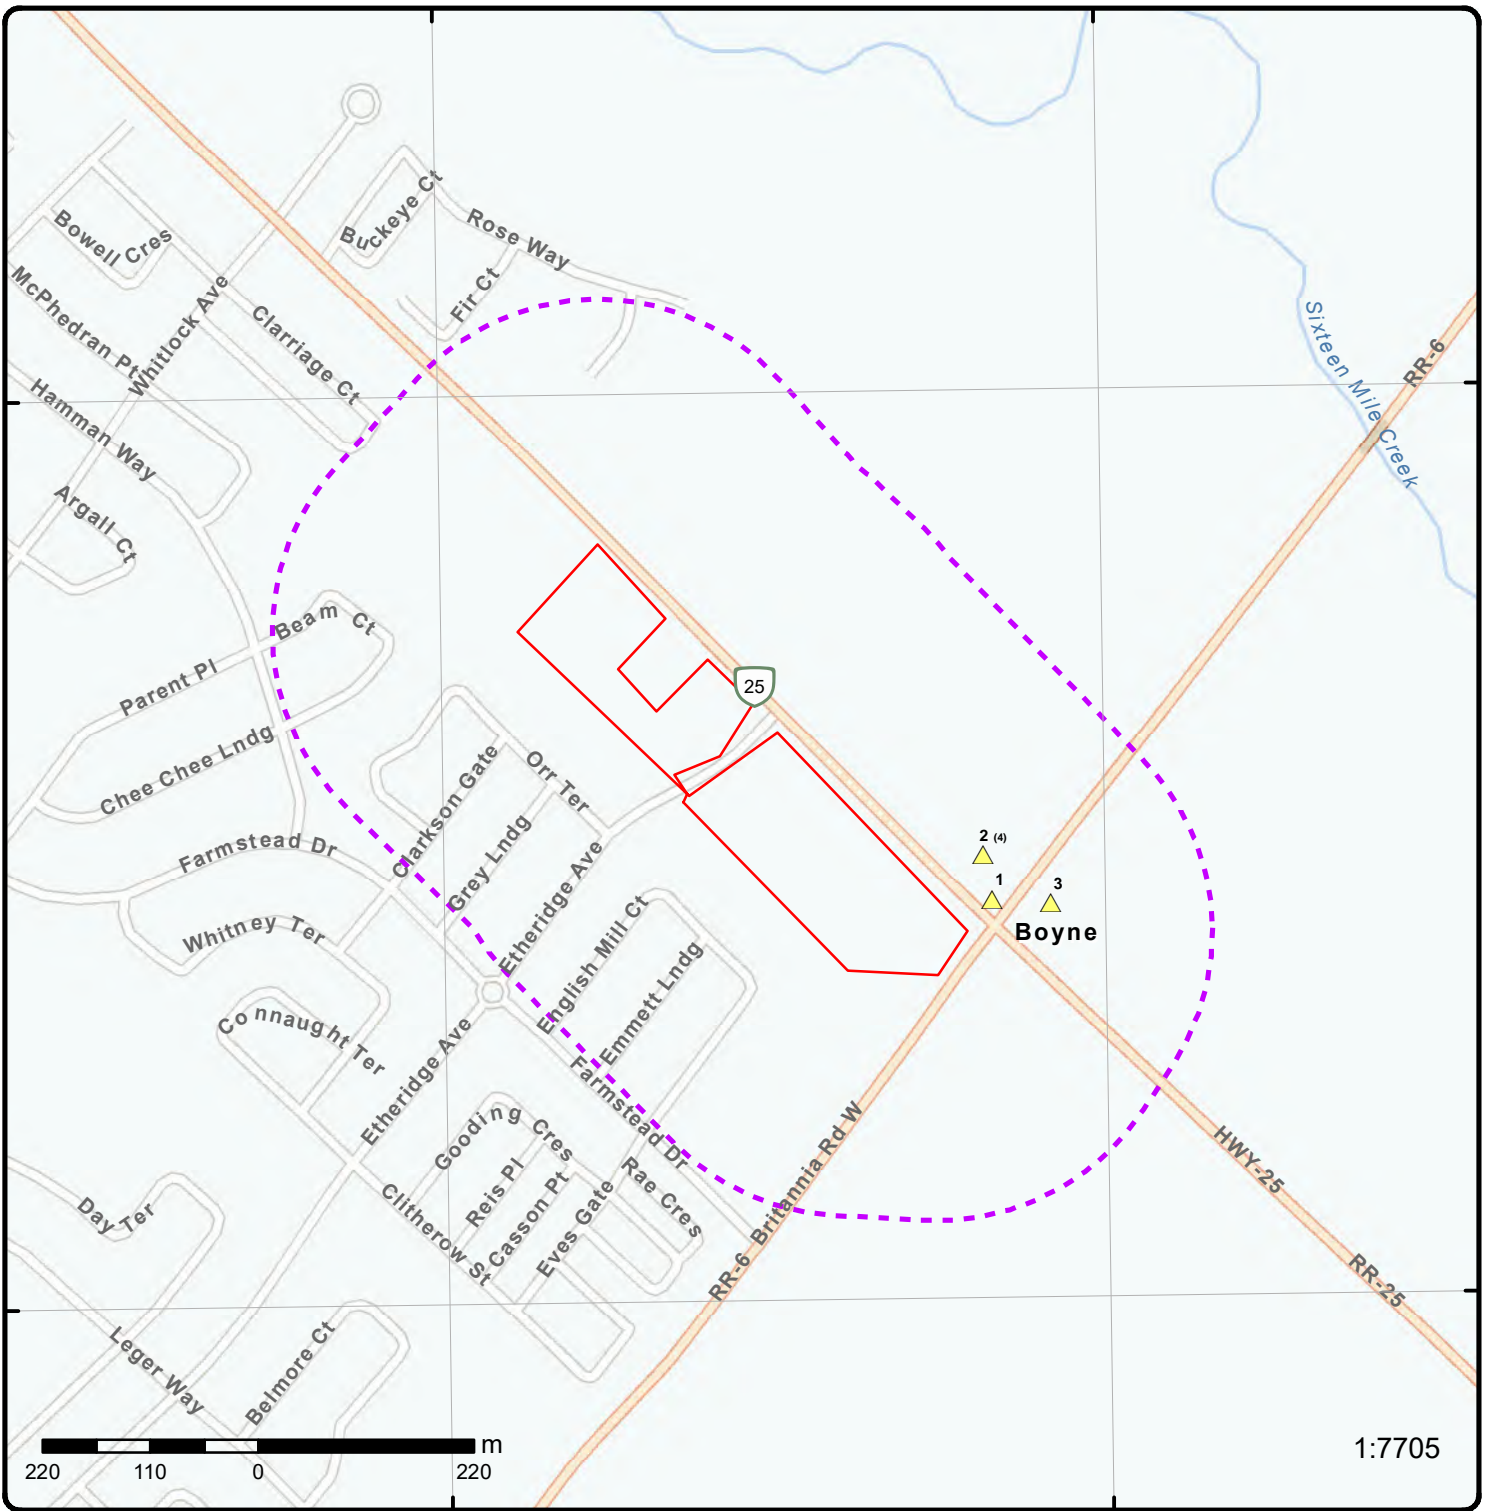 Buckeye Ct
Rose Way
Bowell Cres
Fir Ct
McPhedran Pt
Whitlock Ave
Clarriage Ct
Sixteen Mile Creek
RR-6
Hamman Way
Argall Ct
Beam Ct
Parent Pl
25
Chee Chee Lndg
Clarkson Gate
Orr Ter
Farmstead Dr
Grey Lndg
2 (4)
1
3
Boyne
Etheridge Ave
English Mill Ct
Whitney Ter
Emmett Lndg
Connaught Ter
Etheridge Ave
Farmstead Dr
Gooding Cres
Reis Pl
Casson Pt
Rae Cres
Eves Gate
Clitherow St
RR-6 Britannia Rd W
HWY-25
RR-25
Day Ter
Leger Way
Belmore Ct
m
220 110 0 220
1:7705